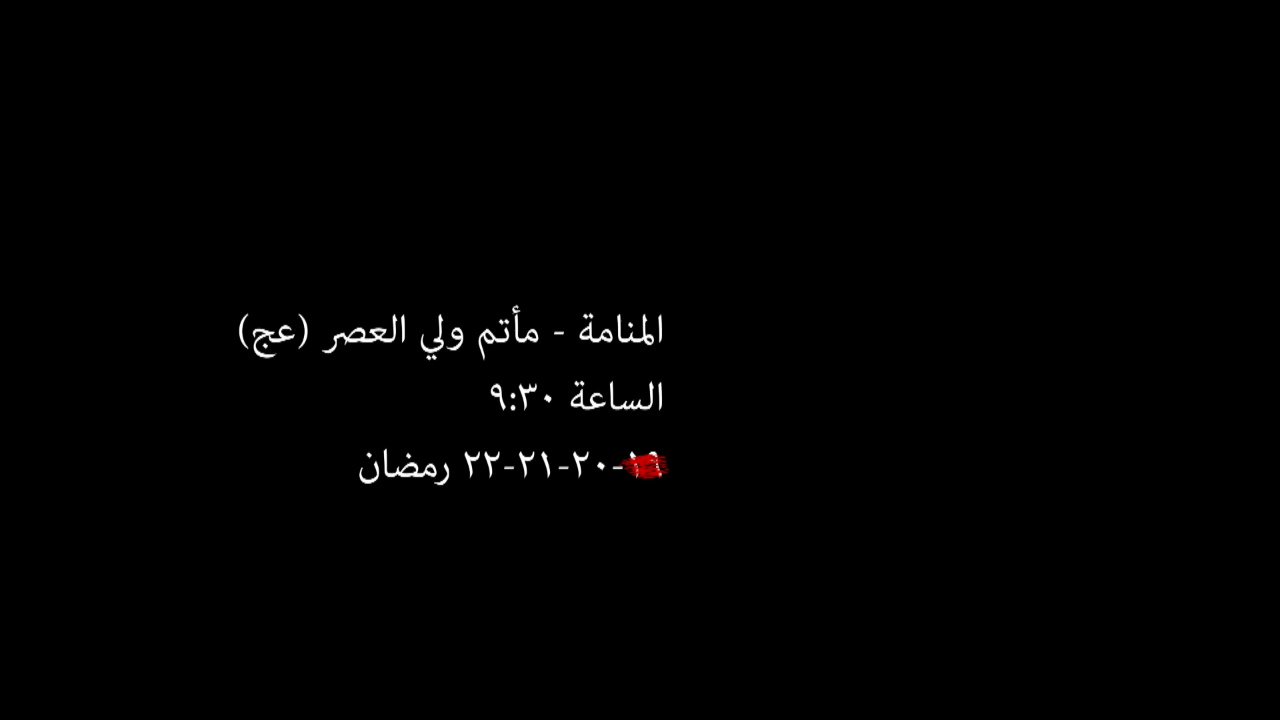 المنامة - مأتم ولي العصر (عج)
الساعة ٩:٣٠
-٢٠-٢١-٢٢ رمضان